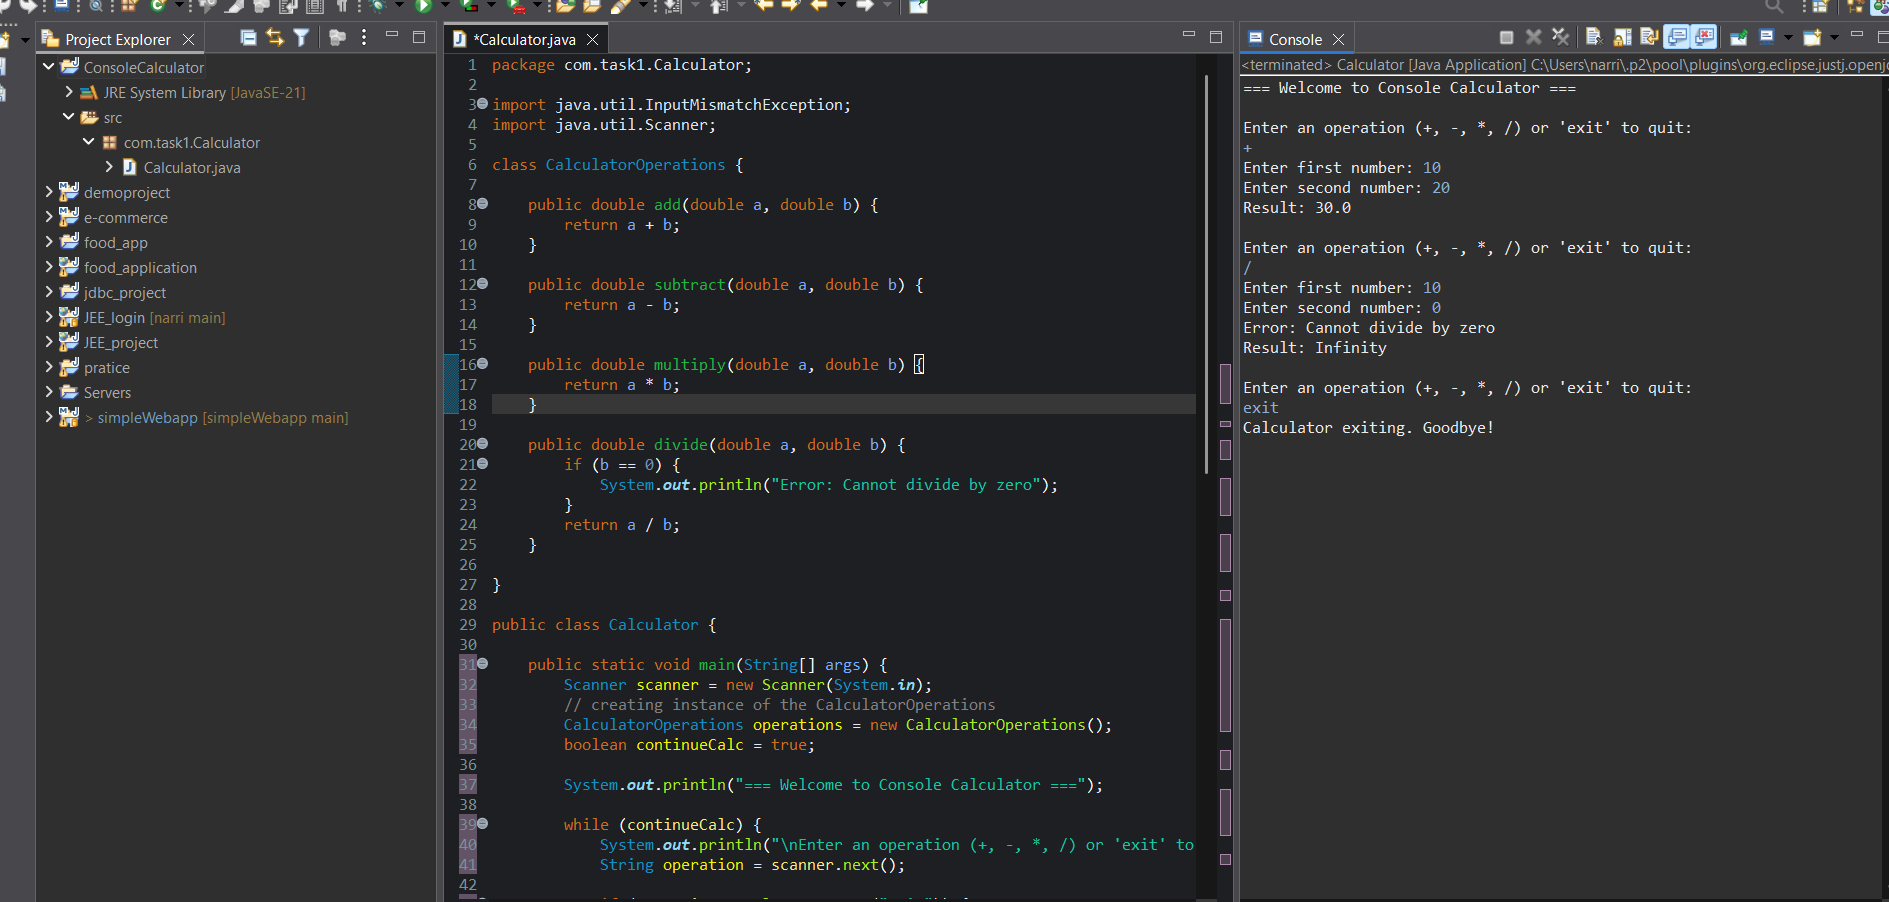 Project Explorer
ConsoleCalculator
JRE System Library [JavaSE-21]
src
com.task1.Calculator
Calculator.java
demoproject
e-commerce
food_app
food_application
jdbc_project
JEE_login [narri main]
JEE_project
pratice
Servers
> simpleWebapp [simpleWebapp main]
*Calculator.java
1 package com.task1.Calculator;
2
3 import java.util.InputMismatchException;
4 import java.util.Scanner;
5
6 class CalculatorOperations {
7
8 public double add(double a, double b) {
9 return a + b;
10 }
11
12 public double subtract(double a, double b) {
13 return a - b;
14 }
15
16 public double multiply(double a, double b) {
17 return a * b;
18 }
19
20 public double divide(double a, double b) {
21 if (b == 0) {
22 System.out.println("Error: Cannot divide by zero");
23 }
24 return a / b;
25 }
26
27 }
28
29 public class Calculator {
30
31 public static void main(String[] args) {
32 Scanner scanner = new Scanner(System.in);
33 // creating instance of the CalculatorOperations
34 CalculatorOperations operations = new CalculatorOperations();
35 boolean continueCalc = true;
36
37 System.out.println("=== Welcome to Console Calculator ===");
38
39 while (continueCalc) {
40 System.out.println("\nEnter an operation (+, -, *, /) or 'exit' to
41 String operation = scanner.next();
42
Console
<terminated> Calculator [Java Application] C:\Users\narri\.p2\pool\plugins\org.eclipse.justj.openj
=== Welcome to Console Calculator ===
Enter an operation (+, -, *, /) or 'exit' to quit:
+
Enter first number: 10
Enter second number: 20
Result: 30.0
Enter an operation (+, -, *, /) or 'exit' to quit:
/
Enter first number: 10
Enter second number: 0
Error: Cannot divide by zero
Result: Infinity
Enter an operation (+, -, *, /) or 'exit' to quit:
exit
Calculator exiting. Goodbye!